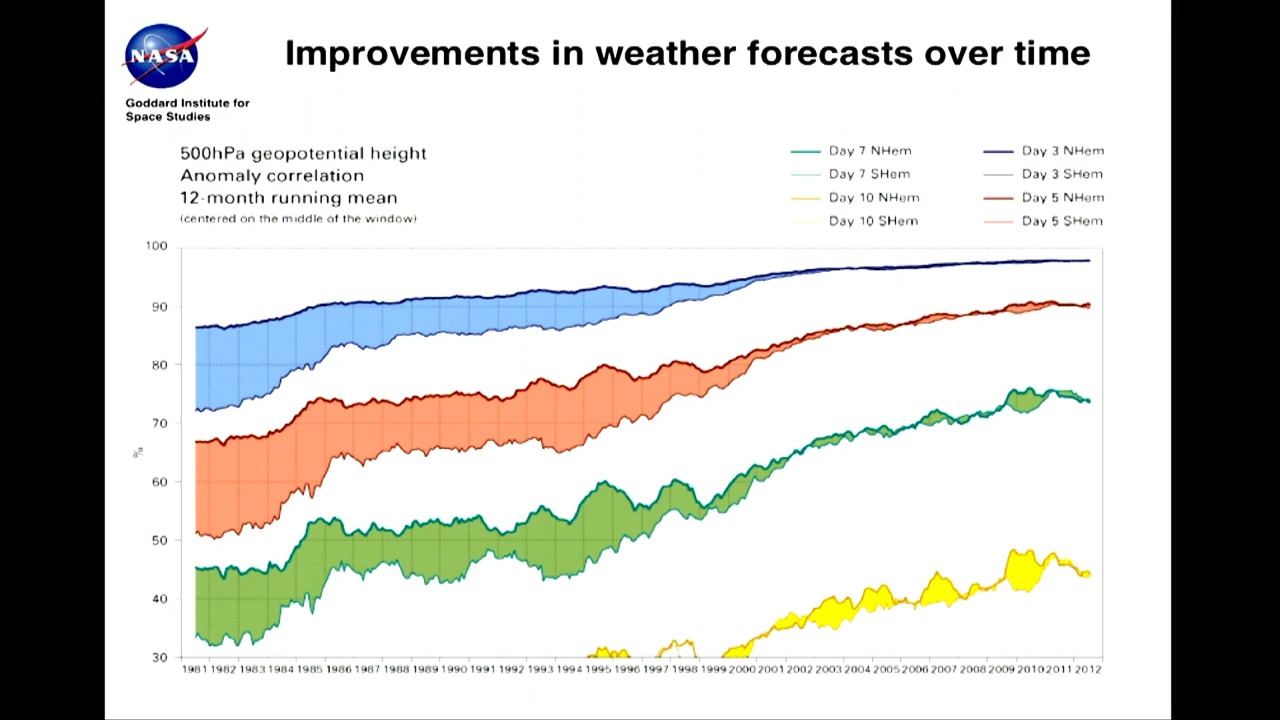 NASA
Improvements in weather forecasts over time
Goddard Institute for
Space Studies
500hPa geopotential height
Anomaly correlation
12-month running mean
(centered on the middle of the window)
Day 7 NHem
Day 7 SHem
Day 10 NHem
Day 10 SHem
Day 3 NHem
Day 3 SHem
Day 5 NHem
Day 5 SHem
100
90
80
70
60
50
40
30
%
1981 1982 1983 1984 1985 1986 1987 1988 1989 1990 1991 1992 1993 1994 1995 1996 1997 1998 1999 2000 2001 2002 2003 2004 2005 2006 2007 2008 2009 2010 2011 2012